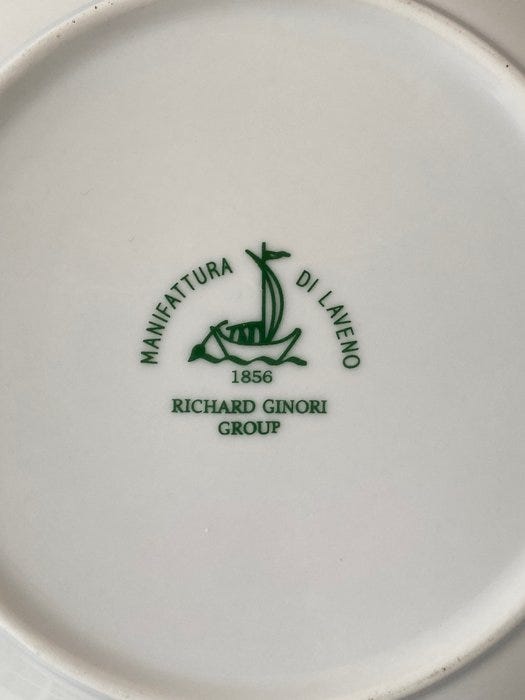 MANIFATTURA DI LAVENO
1856
RICHARD GINORI
GROUP